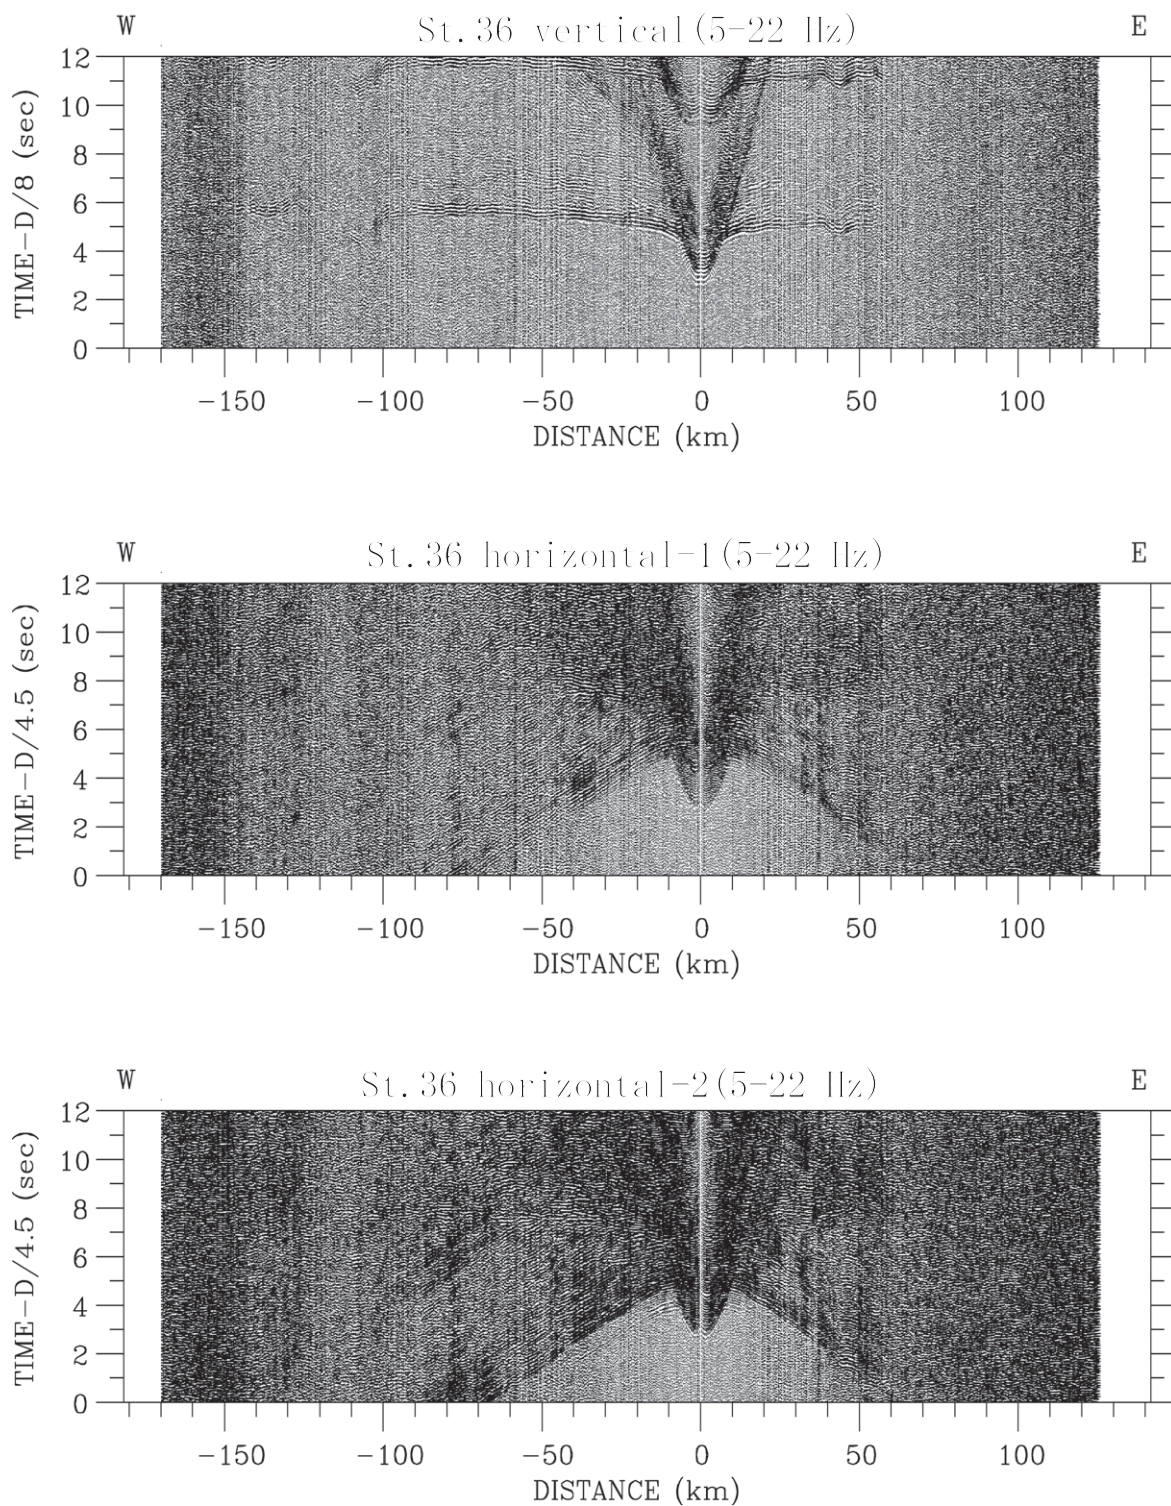 W St.36 vertical(5-22 Hz) E
12
10
8
6
4
2
0
TIME-D/8 (sec)
-150 -100 -50 0 50 100
DISTANCE (km)
W St.36 horizontal-1(5-22 Hz) E
12
10
8
6
4
2
0
TIME-D/4.5 (sec)
-150 -100 -50 0 50 100
DISTANCE (km)
W St.36 horizontal-2(5-22 Hz) E
12
10
8
6
4
2
0
TIME-D/4.5 (sec)
-150 -100 -50 0 50 100
DISTANCE (km)